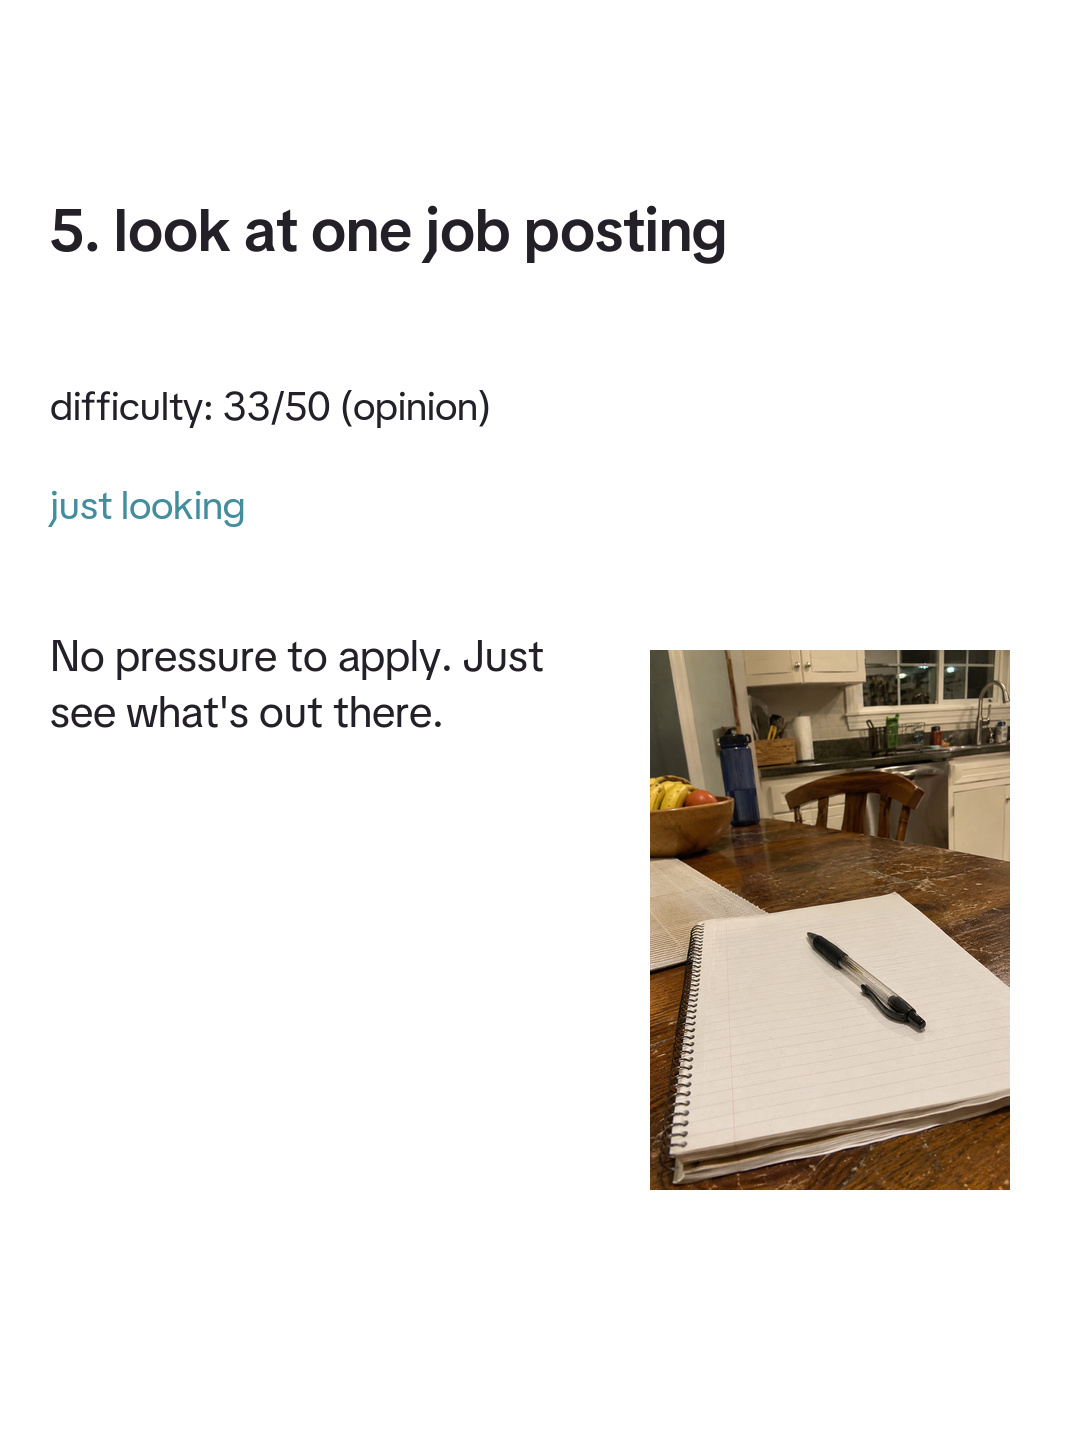 5. look at one job posting
difficulty: 33/50 (opinion)
just looking
No pressure to apply. Just
see what's out there.